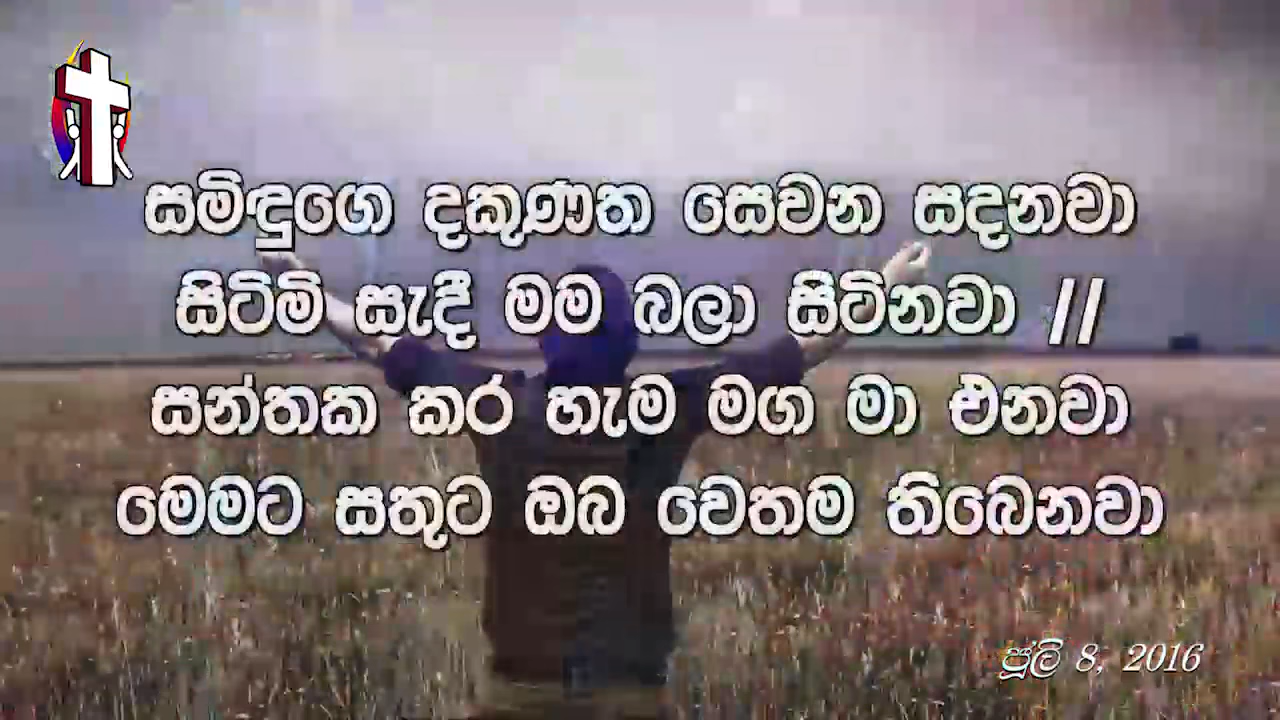 සමිඳුගෙ දකුණත සෙවන සදනවා
සිටිමි සැදී මම බලා සිටිනවා //
සන්තක කර හැම මග මා එනවා
මෙමට සතුට ඔබ වෙතම තිබෙනවා
ජූලි 8, 2016